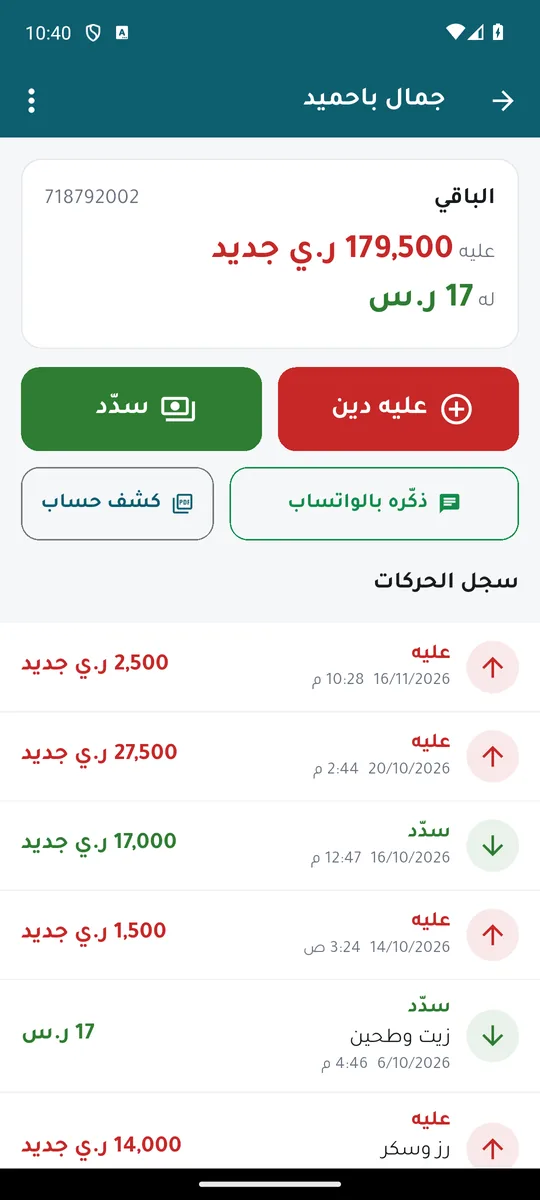 10:40
جمال باحميد
الباقي
718792002
عليه 179,500 ر.ي جديد
له 17 ر.س
عليه دين
سدّد
ذكّره بالواتساب
PDF
كشف حساب
سجل الحركات
عليه
16/11/2026 10:28 م
2,500 ر.ي جديد
عليه
20/10/2026 2:44 م
27,500 ر.ي جديد
سدّد
16/10/2026 12:47 م
17,000 ر.ي جديد
عليه
14/10/2026 3:24 ص
1,500 ر.ي جديد
سدّد
زيت وطحين
6/10/2026 4:46 م
17 ر.س
عليه
رز وسكر
14,000 ر.ي جديد